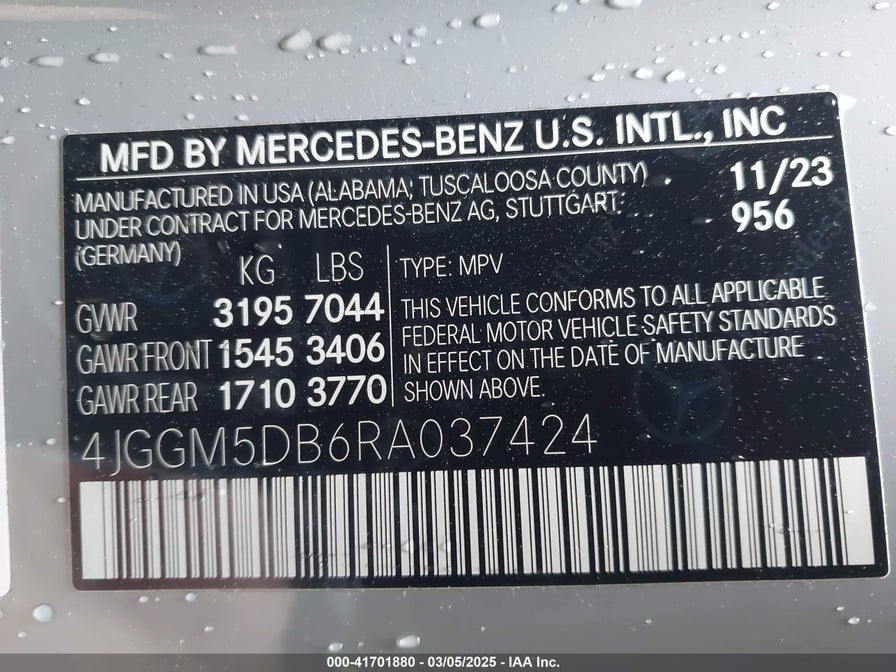 MFD BY MERCEDES-BENZ U.S. INTL., INC
MANUFACTURED IN USA (ALABAMA, TUSCALOOSA COUNTY) 11/23
UNDER CONTRACT FOR MERCEDES-BENZ AG, STUTTGART. 956
(GERMANY)
KG LBS TYPE: MPV
GVWR 3195 7044
GAWR FRONT 1545 3406
GAWR REAR 1710 3770
THIS VEHICLE CONFORMS TO ALL APPLICABLE
FEDERAL MOTOR VEHICLE SAFETY STANDARDS
IN EFFECT ON THE DATE OF MANUFACTURE
SHOWN ABOVE.
4JGGM5DB6RA037424
000-41701880 — 03/05/2025 — IAA Inc.